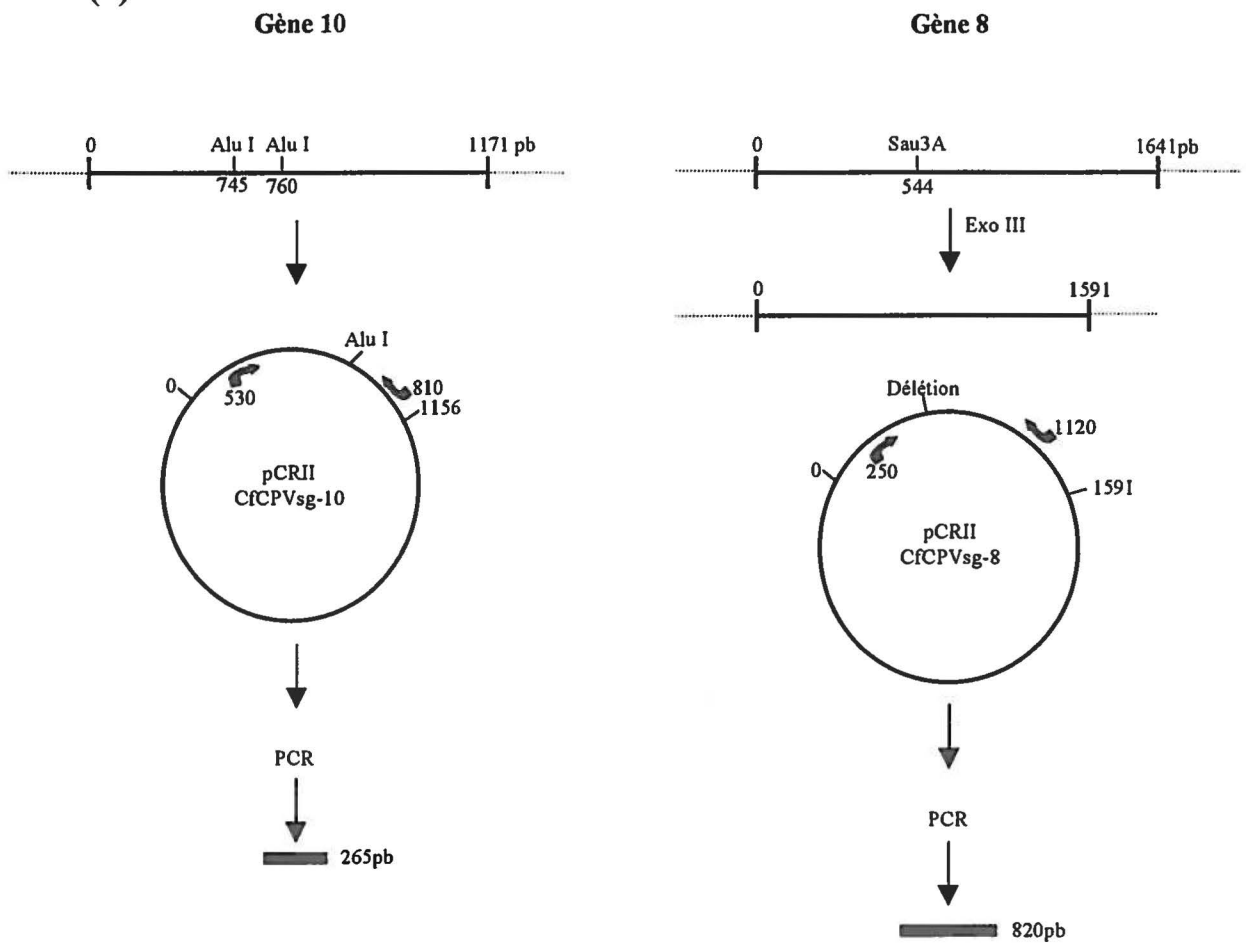 Gène 10
0
Alu I
Alu I
1171 pb
745
760
Alu I
0
530
810
1156
pCRII
CfCPVsg-10
PCR
265pb
Gène 8
0
Sau3A
1641pb
544
Exo III
0
1591
Délétion
0
250
1120
159I
pCRII
CfCPVsg-8
PCR
820pb